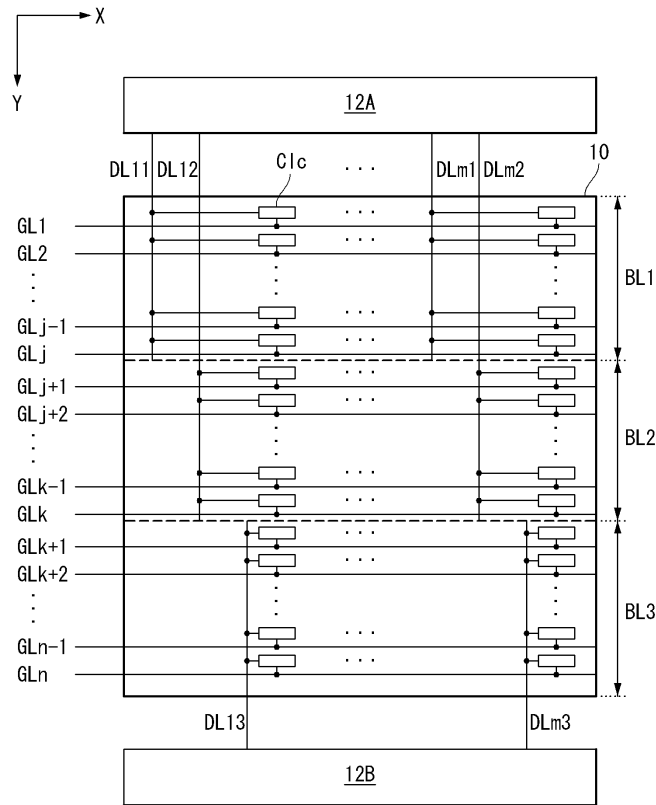 X
Y
12A
DL11 DL12 Clc ... DLm1 DLm2 10
GL1 ...
GL2 ...
BL1
GLj-1 ...
GLj ...
GLj+1 ...
GLj+2 ...
BL2
GLk-1 ...
GLk ...
GLk+1 ...
GLk+2 ...
BL3
GLn-1 ...
GLn ...
DL13 DLm3
12B